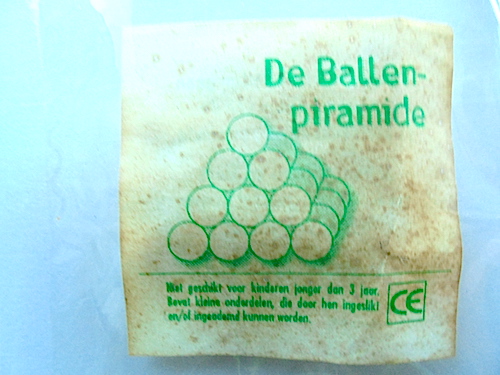 De Ballen-
piramide
Niet geschikt voor kinderen jonger dan 3 jaar.
Bevat kleine onderdelen, die door hen ingeslikt
en/of ingeademd kunnen worden.
CE